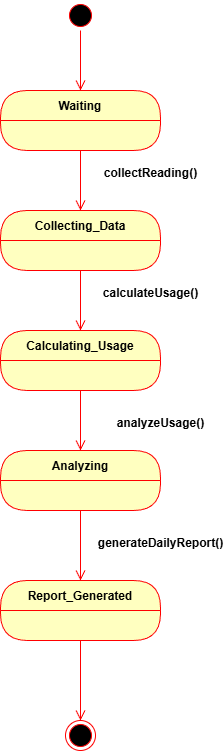 Waiting
collectReading()
Collecting_Data
calculateUsage()
Calculating_Usage
analyzeUsage()
Analyzing
generateDailyReport()
Report_Generated